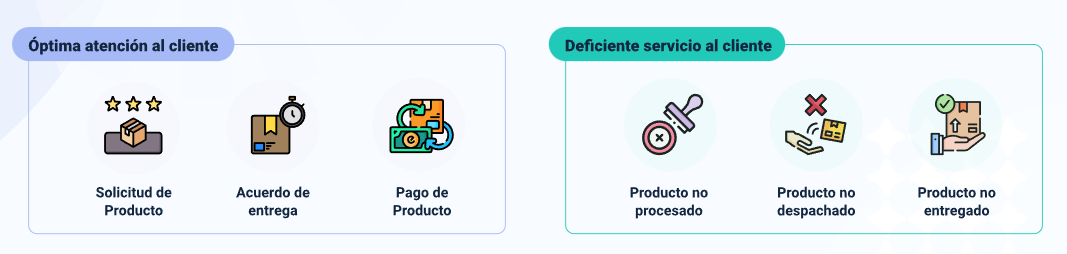 Óptima atención al cliente
Solicitud de
Producto
Acuerdo de
entrega
Pago de
Producto
Deficiente servicio al cliente
Producto no
procesado
Producto no
despachado
Producto no
entregado